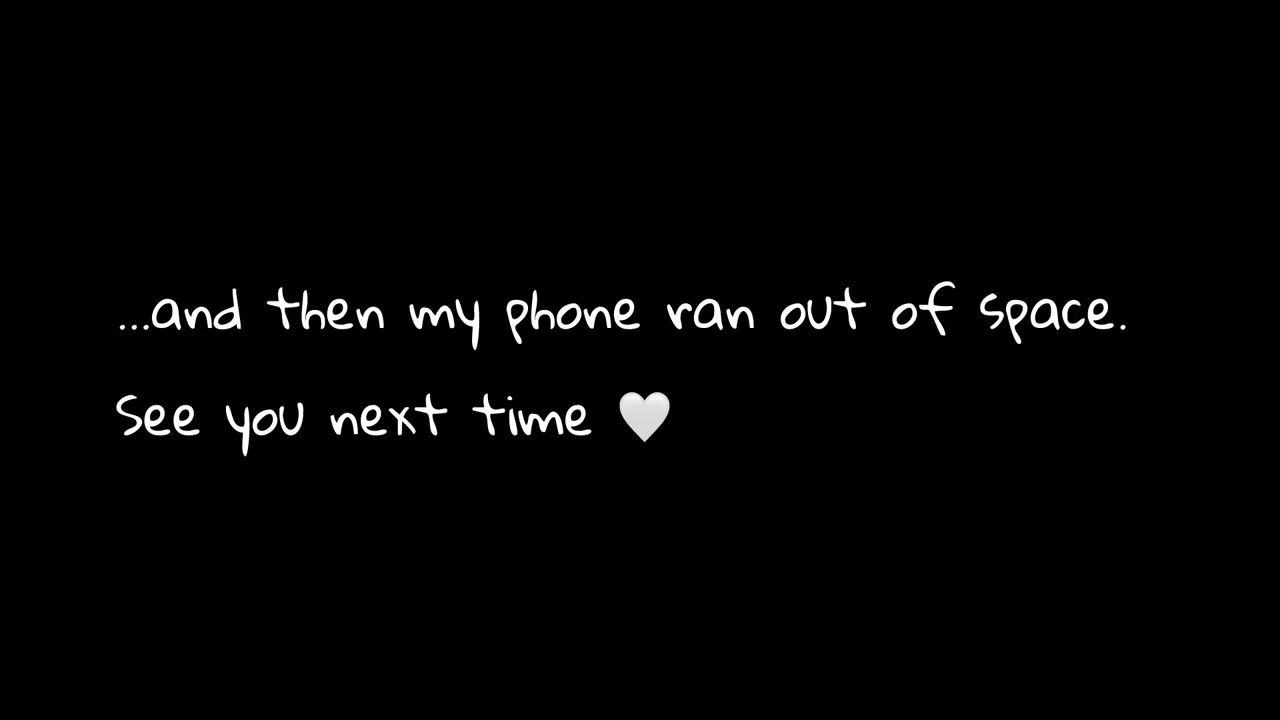 ...and then my phone ran out of space.
See you next time 🤍